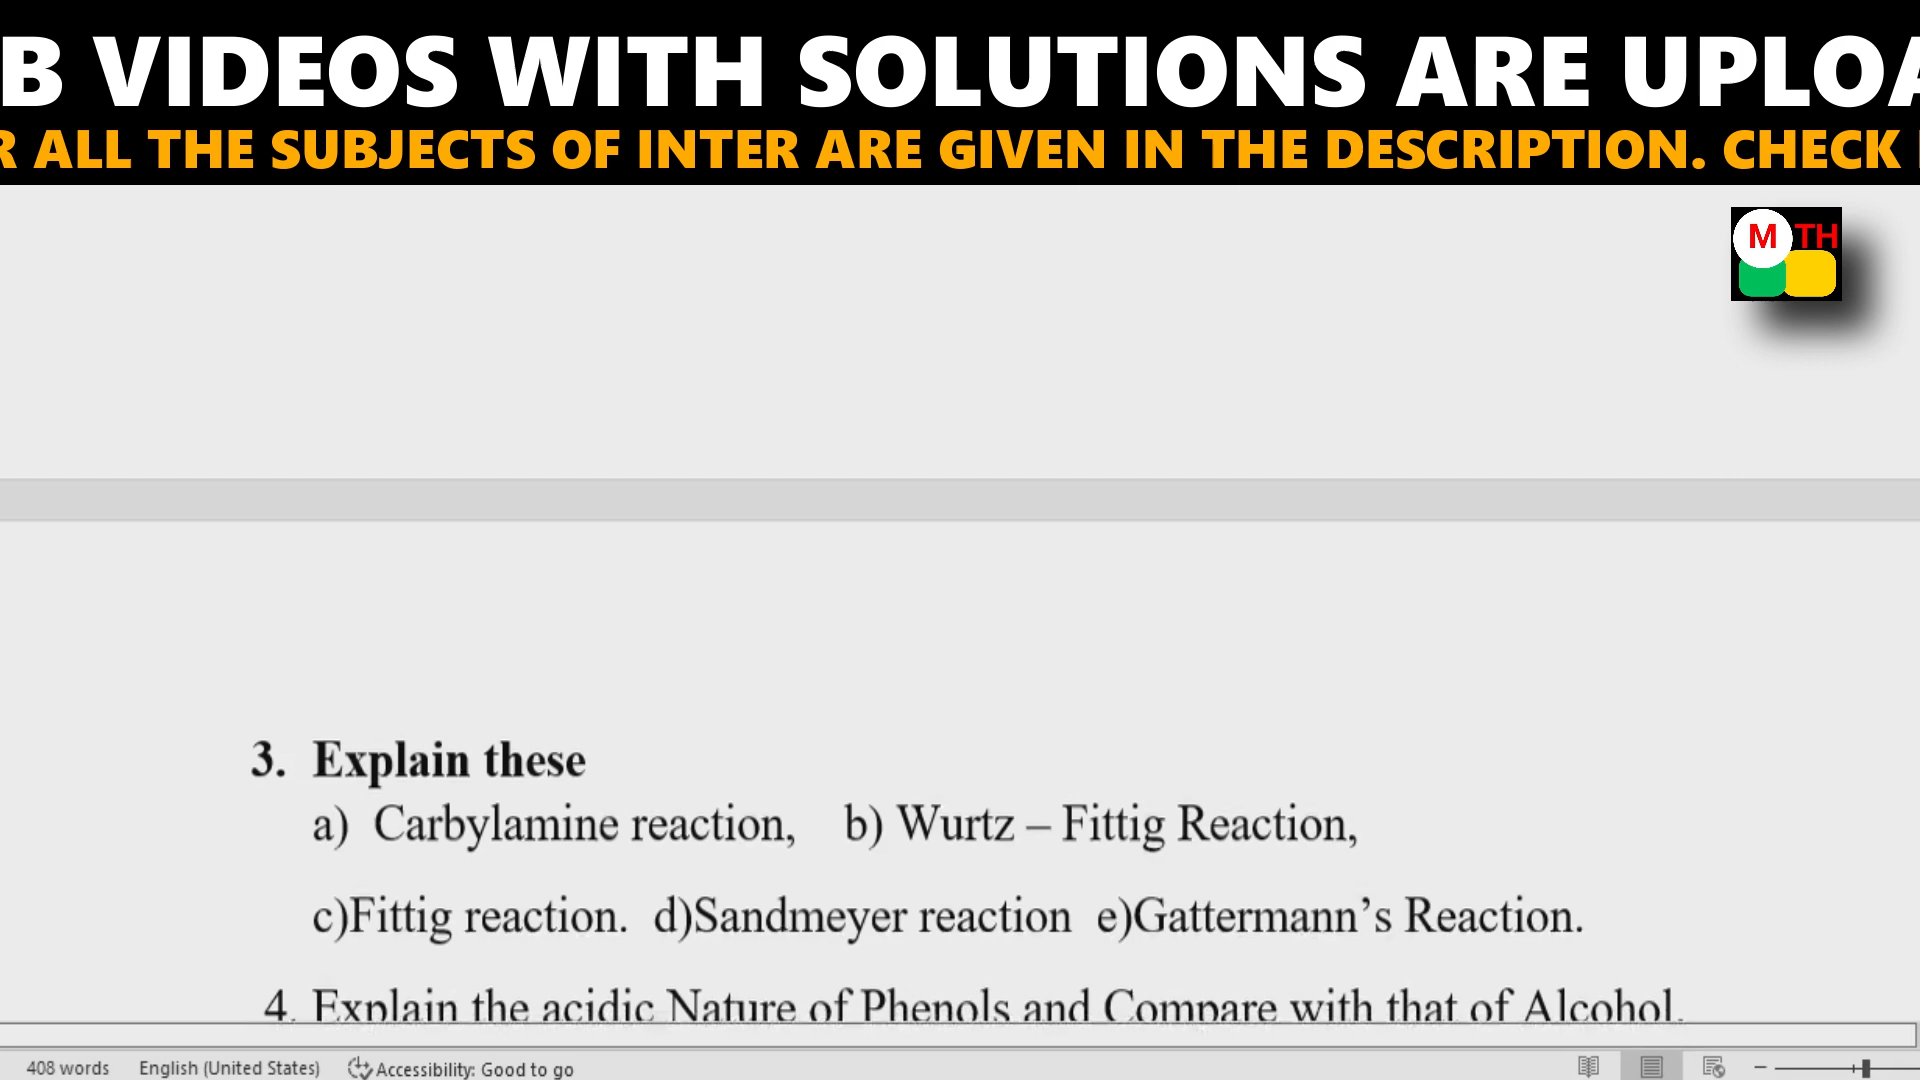 B VIDEOS WITH SOLUTIONS ARE UPLOA
R ALL THE SUBJECTS OF INTER ARE GIVEN IN THE DESCRIPTION. CHECK
M TH
3. Explain these
a) Carbylamine reaction, b) Wurtz – Fittig Reaction,
c)Fittig reaction. d)Sandmeyer reaction e)Gattermann’s Reaction.
4. Explain the acidic Nature of Phenols and Compare with that of Alcohol.
408 words English (United States) Accessibility: Good to go